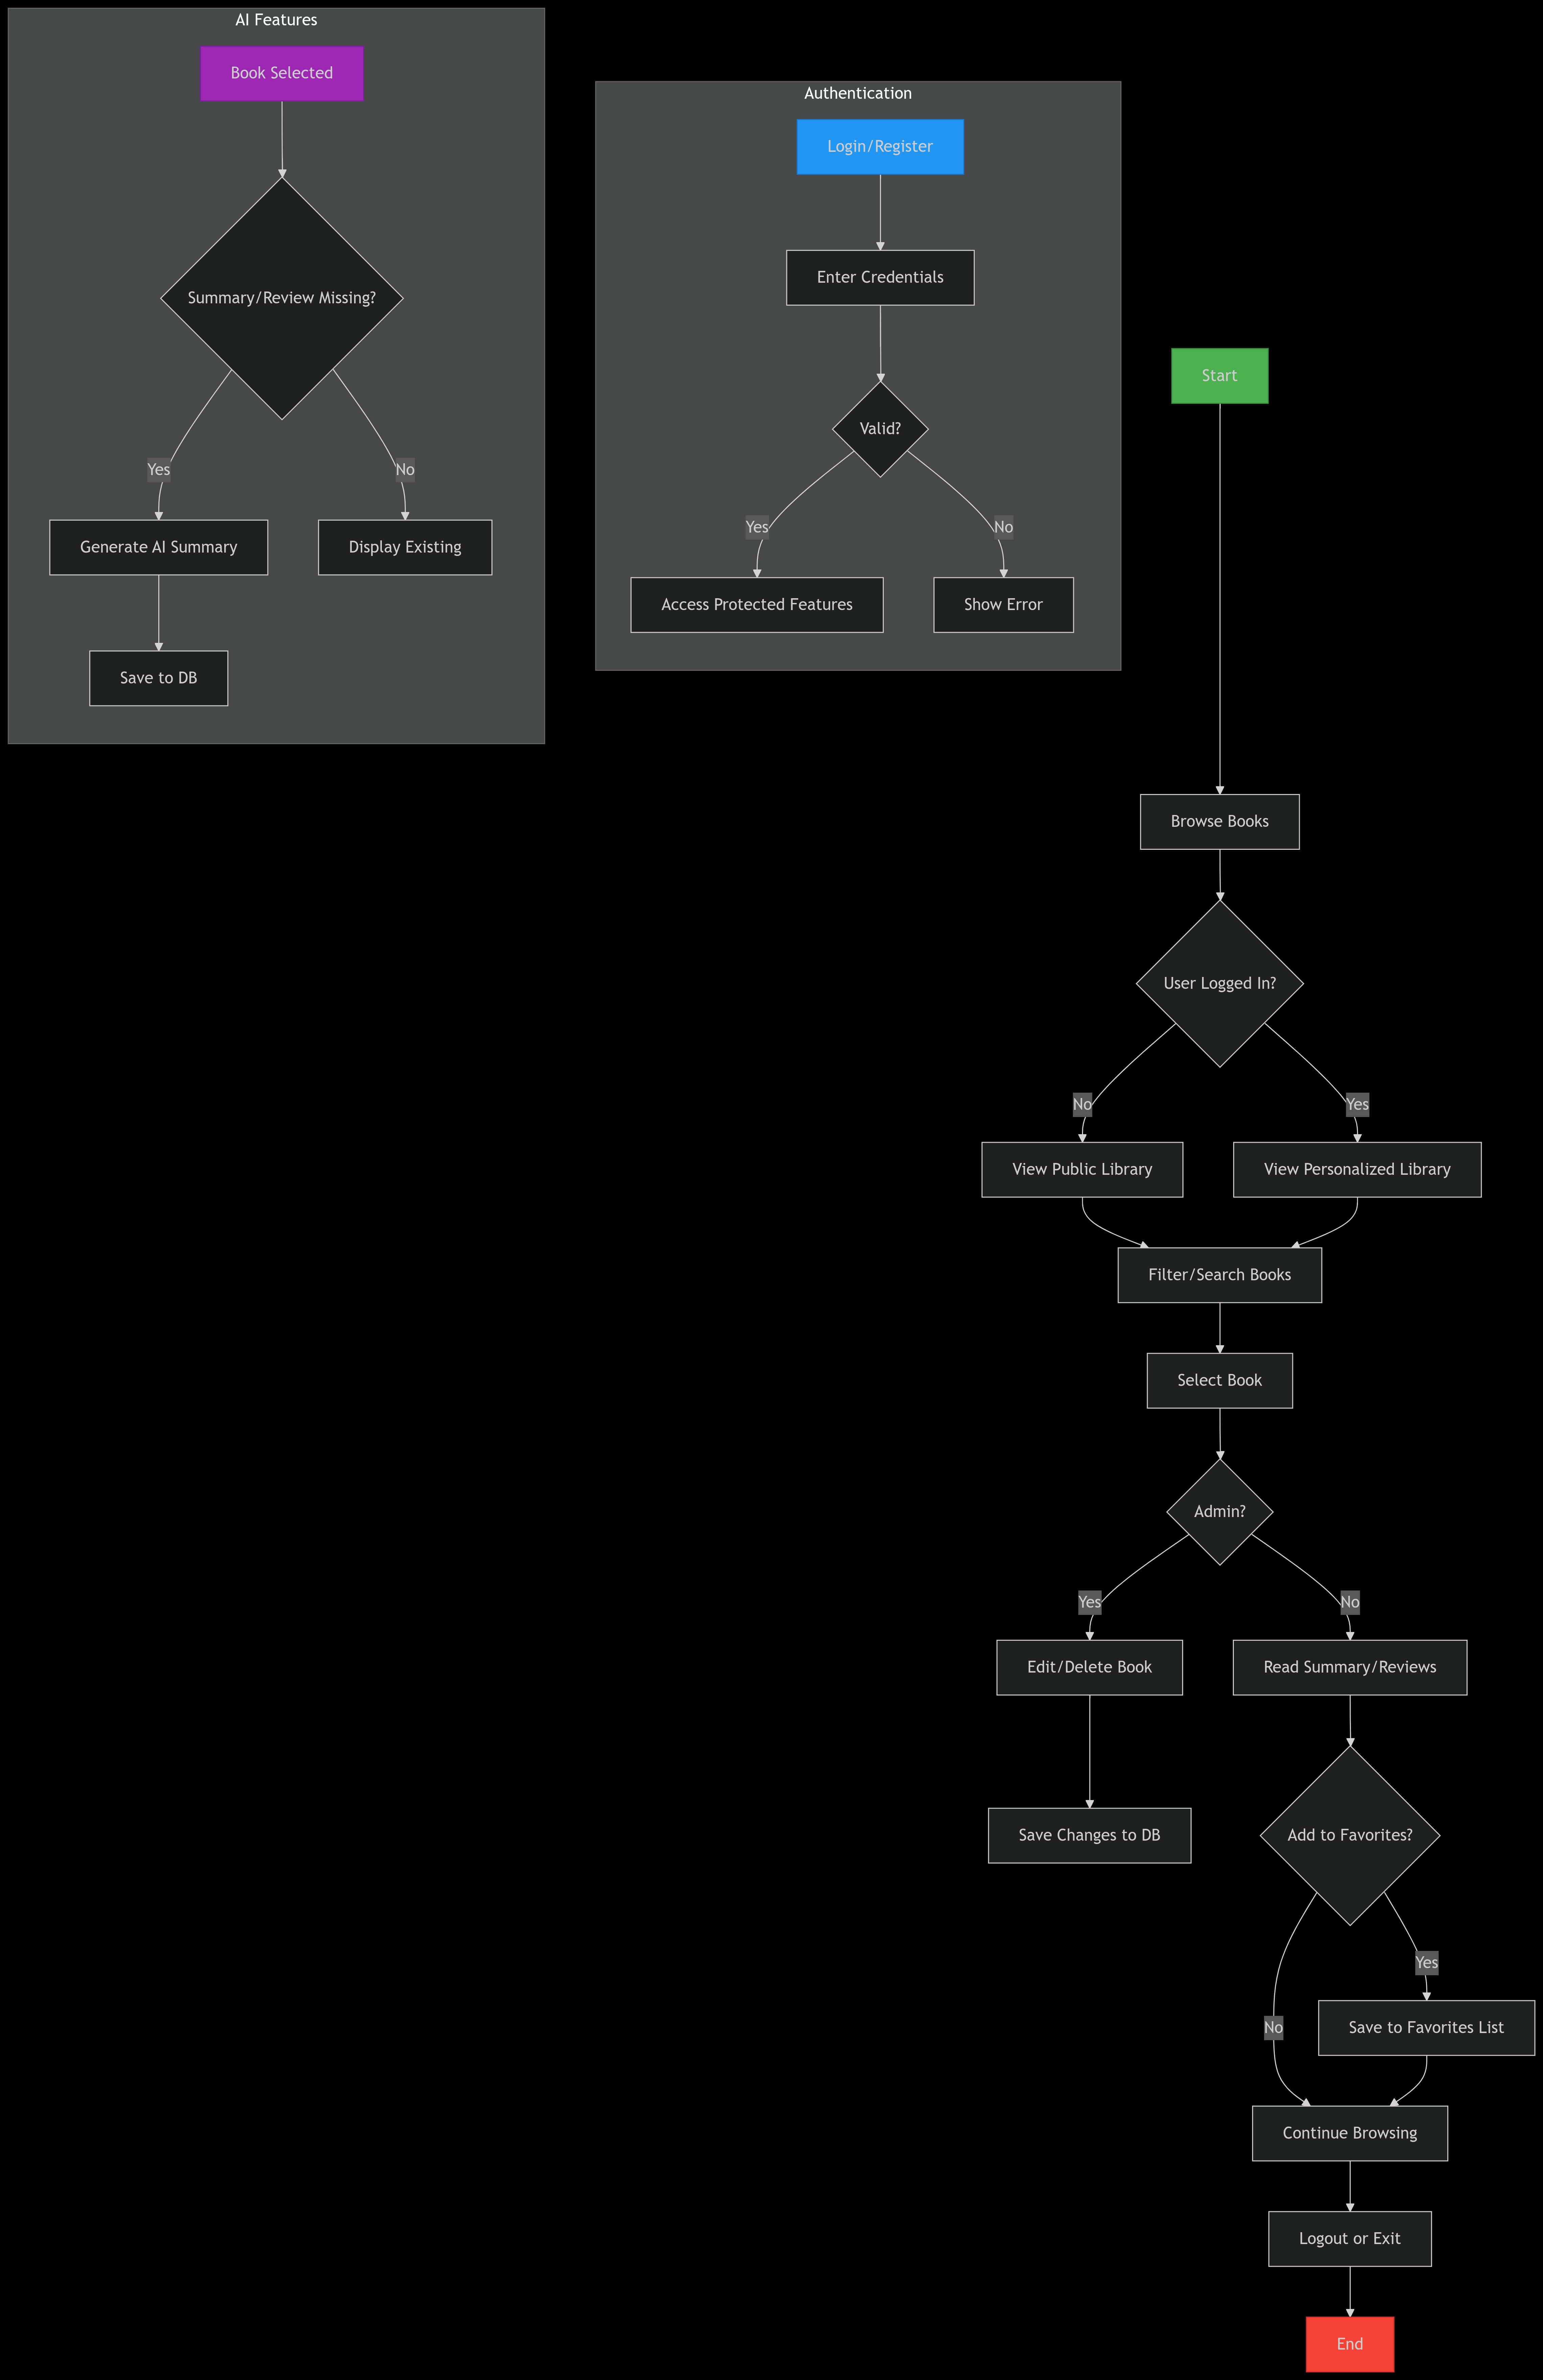 AI Features
Book Selected
Summary/Review Missing?
Yes
No
Generate AI Summary
Display Existing
Save to DB
Authentication
Login/Register
Enter Credentials
Valid?
Yes
No
Access Protected Features
Show Error
Start
Browse Books
User Logged In?
No
Yes
View Public Library
View Personalized Library
Filter/Search Books
Select Book
Admin?
Yes
No
Edit/Delete Book
Read Summary/Reviews
Save Changes to DB
Add to Favorites?
Yes
No
Save to Favorites List
Continue Browsing
Logout or Exit
End